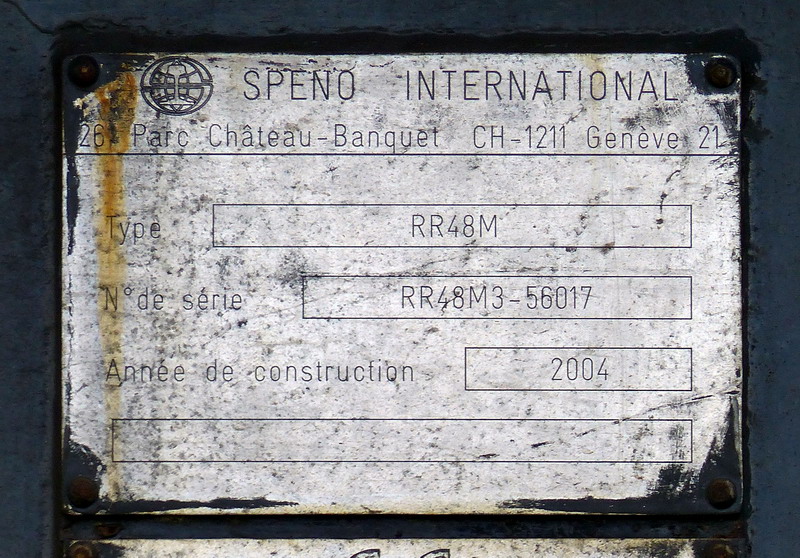 SPENO INTERNATIONAL
26, Parc Château-Banquet CH-1211 Genève 21
Type RR48M
N° de série RR48M3-56017
Année de construction 2004